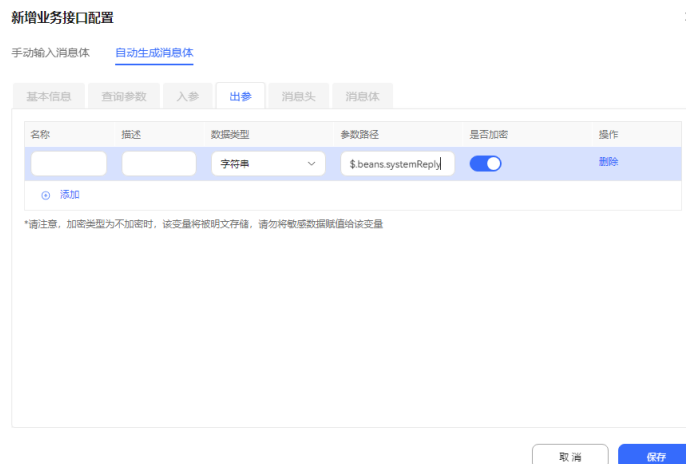 新增业务接口配置
手动输入消息体 自动生成消息体
基本信息 查询参数 入参 出参 消息头 消息体
名称 描述 数据类型 参数路径 是否加密 操作
字符串 $.beans.systemReply 删除
添加
*请注意，加密类型为不加密时，该变量将被明文存储，请勿将敏感数据赋值给该变量
取消 保存